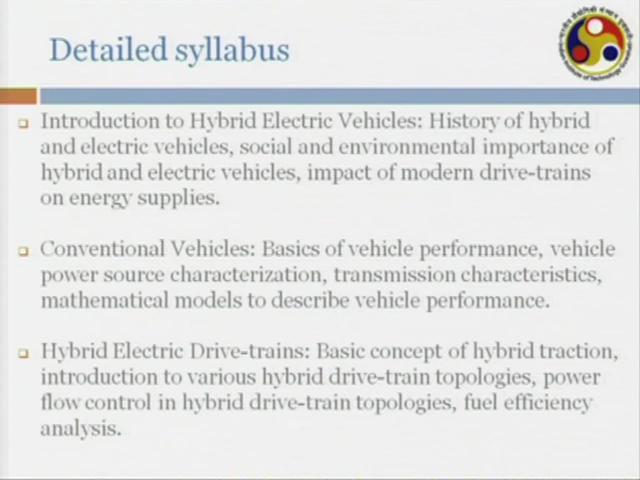 Detailed syllabus
Introduction to Hybrid Electric Vehicles: History of hybrid
and electric vehicles, social and environmental importance of
hybrid and electric vehicles, impact of modern drive-trains
on energy supplies.
Conventional Vehicles: Basics of vehicle performance, vehicle
power source characterization, transmission characteristics,
mathematical models to describe vehicle performance.
Hybrid Electric Drive-trains: Basic concept of hybrid traction,
introduction to various hybrid drive-train topologies, power
flow control in hybrid drive-train topologies, fuel efficiency
analysis.